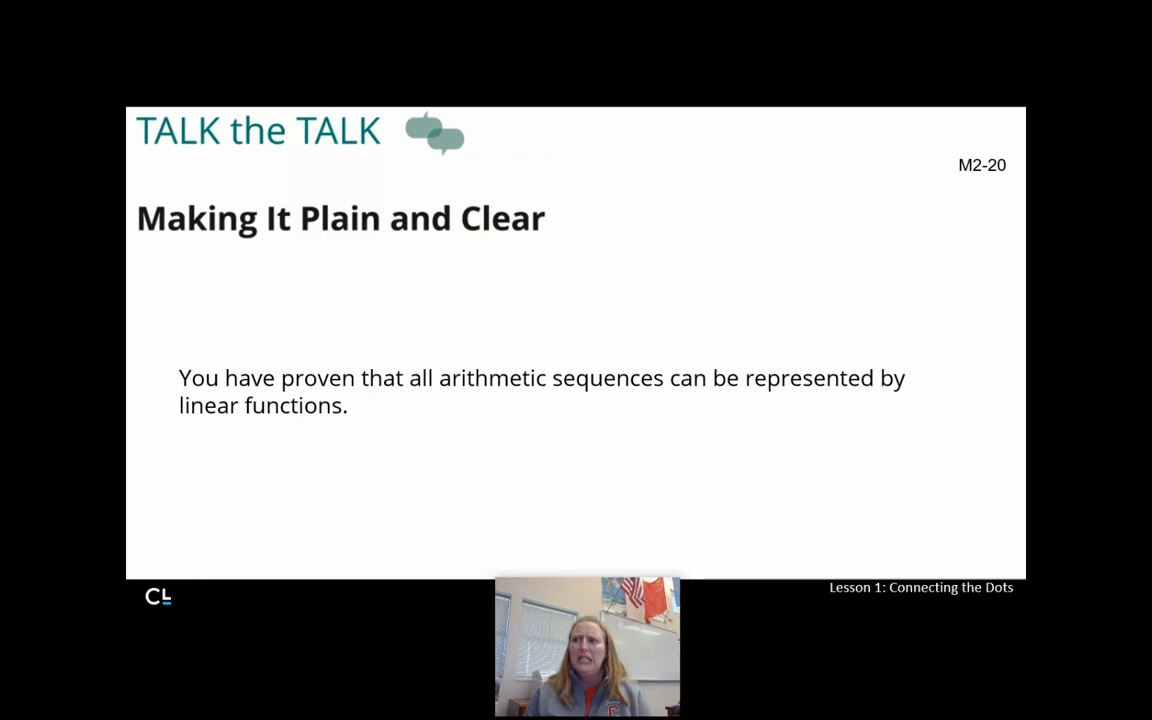 TALK the TALK
M2-20
Making It Plain and Clear
You have proven that all arithmetic sequences can be represented by
linear functions.
CL
Lesson 1: Connecting the Dots